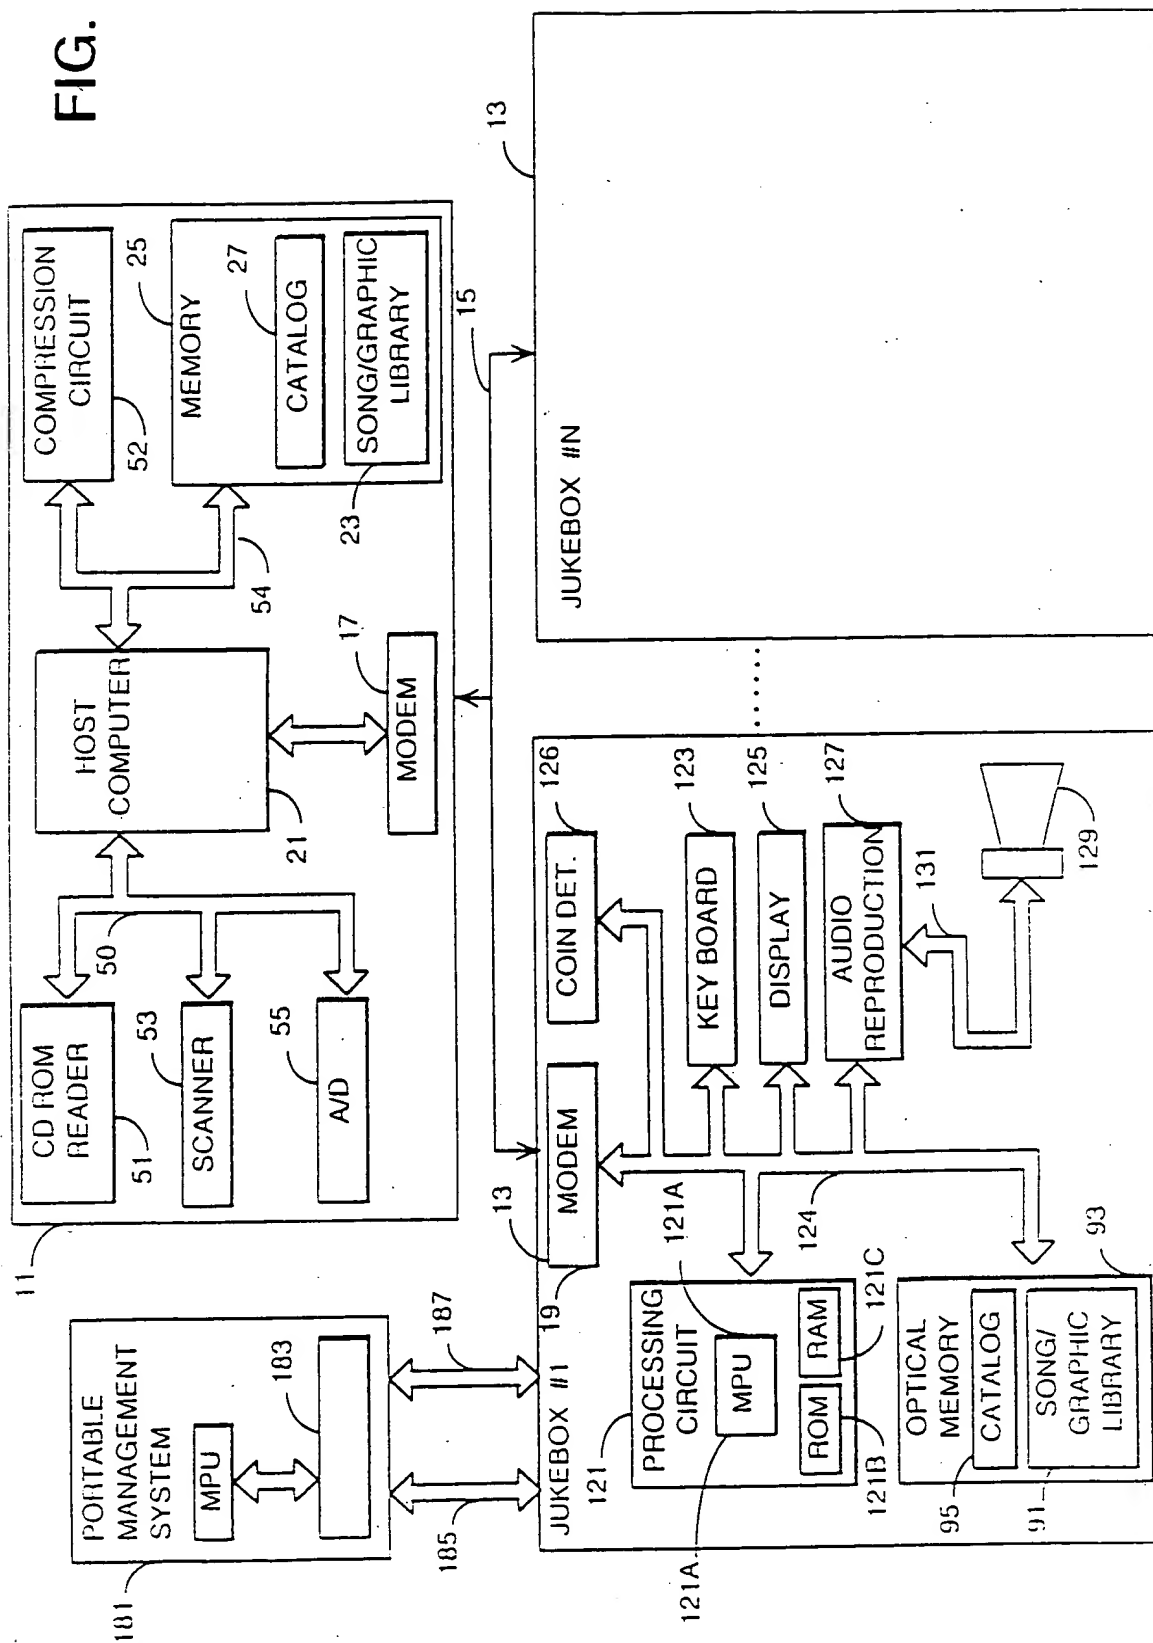 FIG.
11
CD ROM
READER
51
SCANNER
53
A/D
55
50
HOST
COMPUTER
21
MODEM
17
54
COMPRESSION
CIRCUIT
52
MEMORY
25
CATALOG
27
SONG/GRAPHIC
LIBRARY
23
15
PORTABLE
MANAGEMENT
SYSTEM
181
MPU
183
185
187
JUKEBOX #1
19
13
MODEM
COIN DET.
126
KEY BOARD
123
DISPLAY
125
AUDIO
REPRODUCTION
127
131
129
124
121
PROCESSING
CIRCUIT
121A
MPU
121A
ROM
RAM
121B
121C
OPTICAL
MEMORY
93
CATALOG
95
SONG/
GRAPHIC
LIBRARY
91
JUKEBOX #N
13